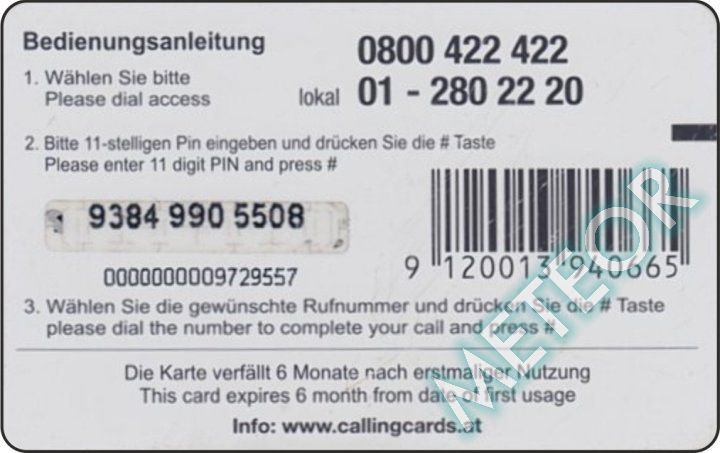 Bedienungsanleitung
0800 422 422
1. Wählen Sie bitte
Please dial access
lokal 01 - 280 22 20
2. Bitte 11-stelligen Pin eingeben und drücken Sie die # Taste
Please enter 11 digit PIN and press #
9384 990 5508
0000000009729557
9 120013 940665
3. Wählen Sie die gewünschte Rufnummer und drücken Sie die # Taste
please dial the number to complete your call and press #
Die Karte verfällt 6 Monate nach erstmaliger Nutzung
This card expires 6 month from date of first usage
Info: www.callingcards.at
METEOR